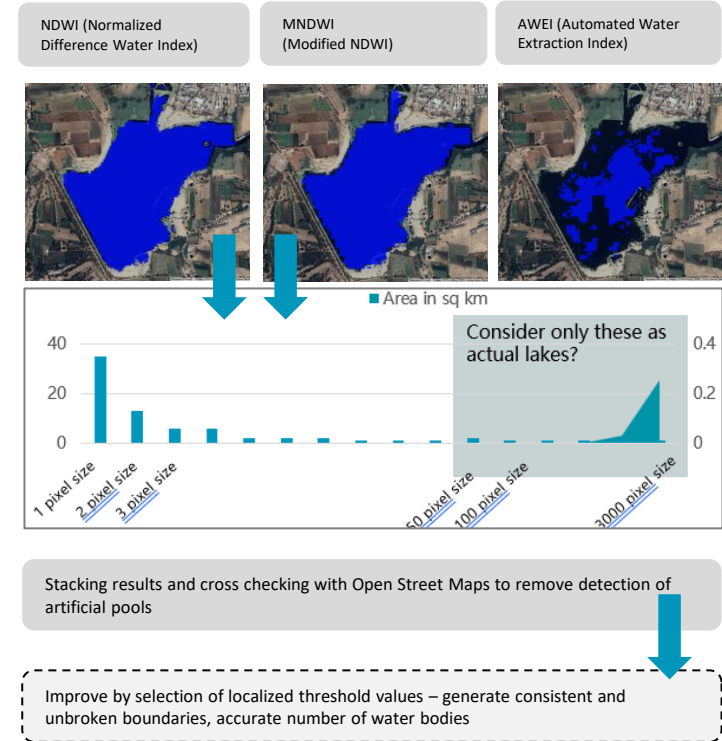 NDWI (Normalized
Difference Water Index)
MNDWI
(Modified NDWI)
AWEI (Automated Water
Extraction Index)
Area in sq km
Consider only these as
actual lakes?
40
20
0
0.4
0.2
0
1 pixel size
2 pixel size
3 pixel size
50 pixel size
100 pixel size
3000 pixel size
Stacking results and cross checking with Open Street Maps to remove detection of
artificial pools
Improve by selection of localized threshold values – generate consistent and
unbroken boundaries, accurate number of water bodies